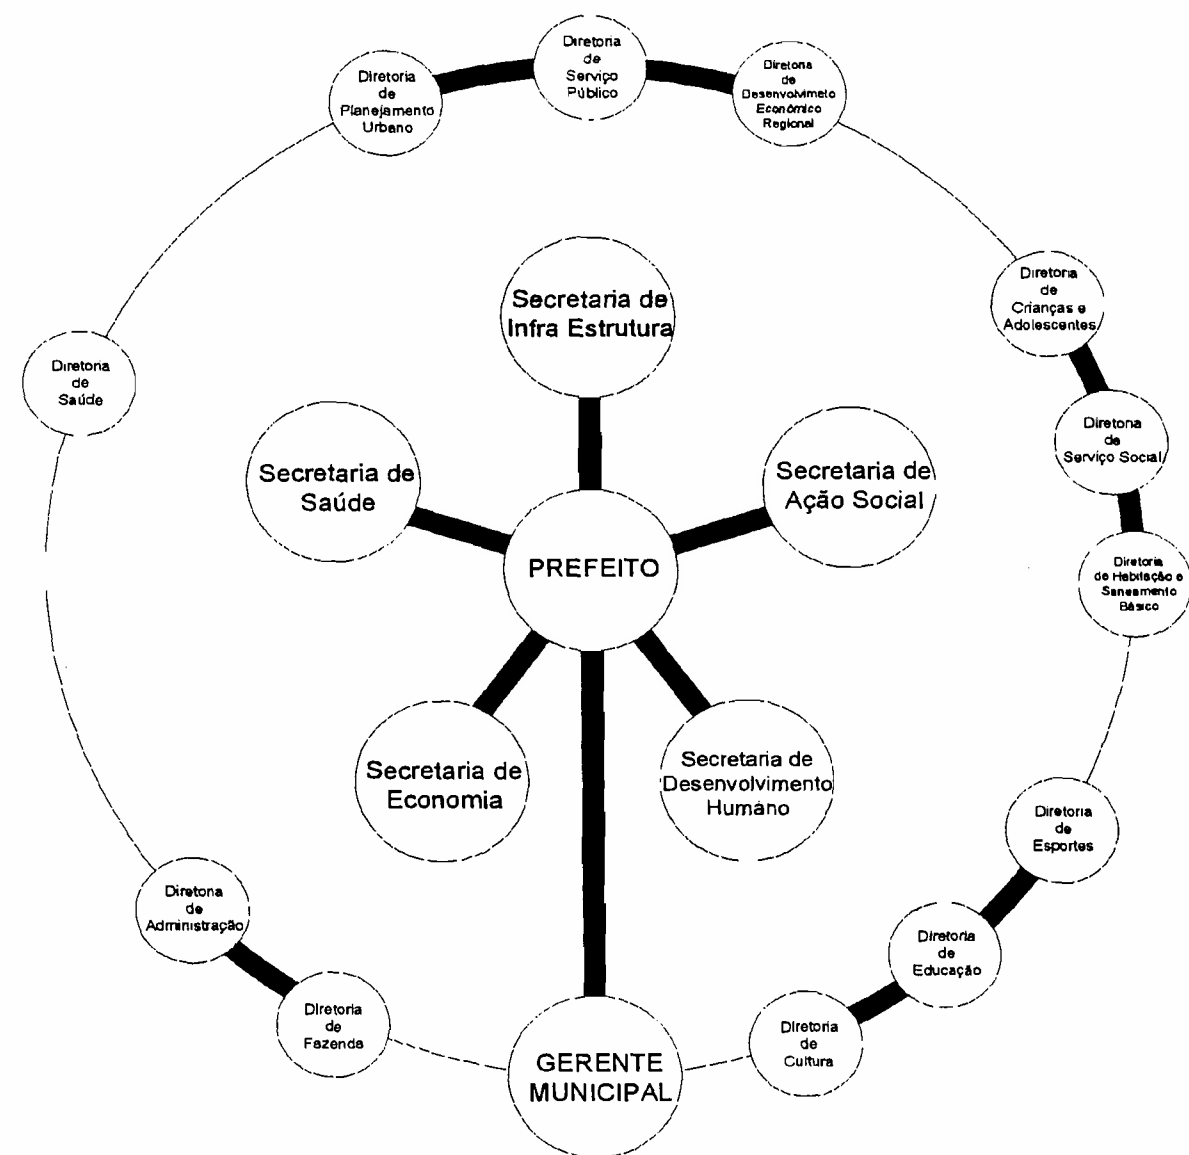 Diretoria
de
Serviço
Público
Diretoria
de
Planejamento
Urbano
Diretoria
de
Desenvolvimeto
Econômico
Regional
Secretaria de
Infra Estrutura
Diretoria
de
Crianças e
Adolescentes
Diretoria
de
Saúde
Diretoria
de
Serviço Social
Secretaria de
Saúde
Secretaria de
Ação Social
PREFEITO
Diretoria
de Habitação e
Saneamento
Básico
Secretaria de
Economia
Secretaria de
Desenvolvimento
Humano
Diretoria
de
Esportes
Diretoria
de
Administração
Diretoria
de
Educação
Diretoria
de
Fazenda
Diretoria
de
Cultura
GERENTE
MUNICIPAL